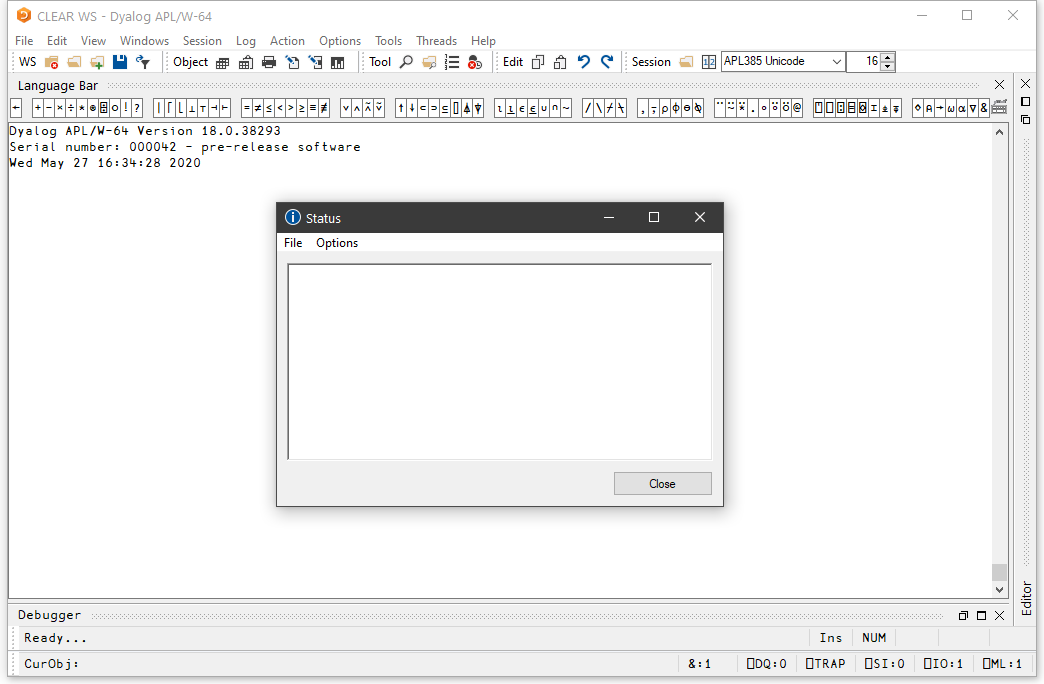 CLEAR WS - Dyalog APL/W-64
File Edit View Windows Session Log Action Options Tools Threads Help
WS Object Tool Edit Session APL385 Unicode 16
Language Bar
← +-×÷*⍟⌹○!? |⌈⌊⊥⊤⊣⊢ =≠≤<>≥≡≢ ∨∧⍲⍱ ↑↓⊂⊃⊆⌷⍋⍒ ⍳⍸∊⍷∪∩~ /\⌿⍀ ,⍪⍴⌽⊖⍉ ¨⍨⍣.∘⍤⍥@ ⍞⎕⍠⌸⌺⌶⍎⍕ ⋄⍝→⍵⍺∇&
Dyalog APL/W-64 Version 18.0.38293
Serial number: 000042 - pre-release software
Wed May 27 16:34:28 2020
Status
File Options
Close
Editor
Debugger
Ready... Ins NUM
CurObj: &:1 ⎕DQ:0 ⎕TRAP ⎕SI:0 ⎕IO:1 ⎕ML:1